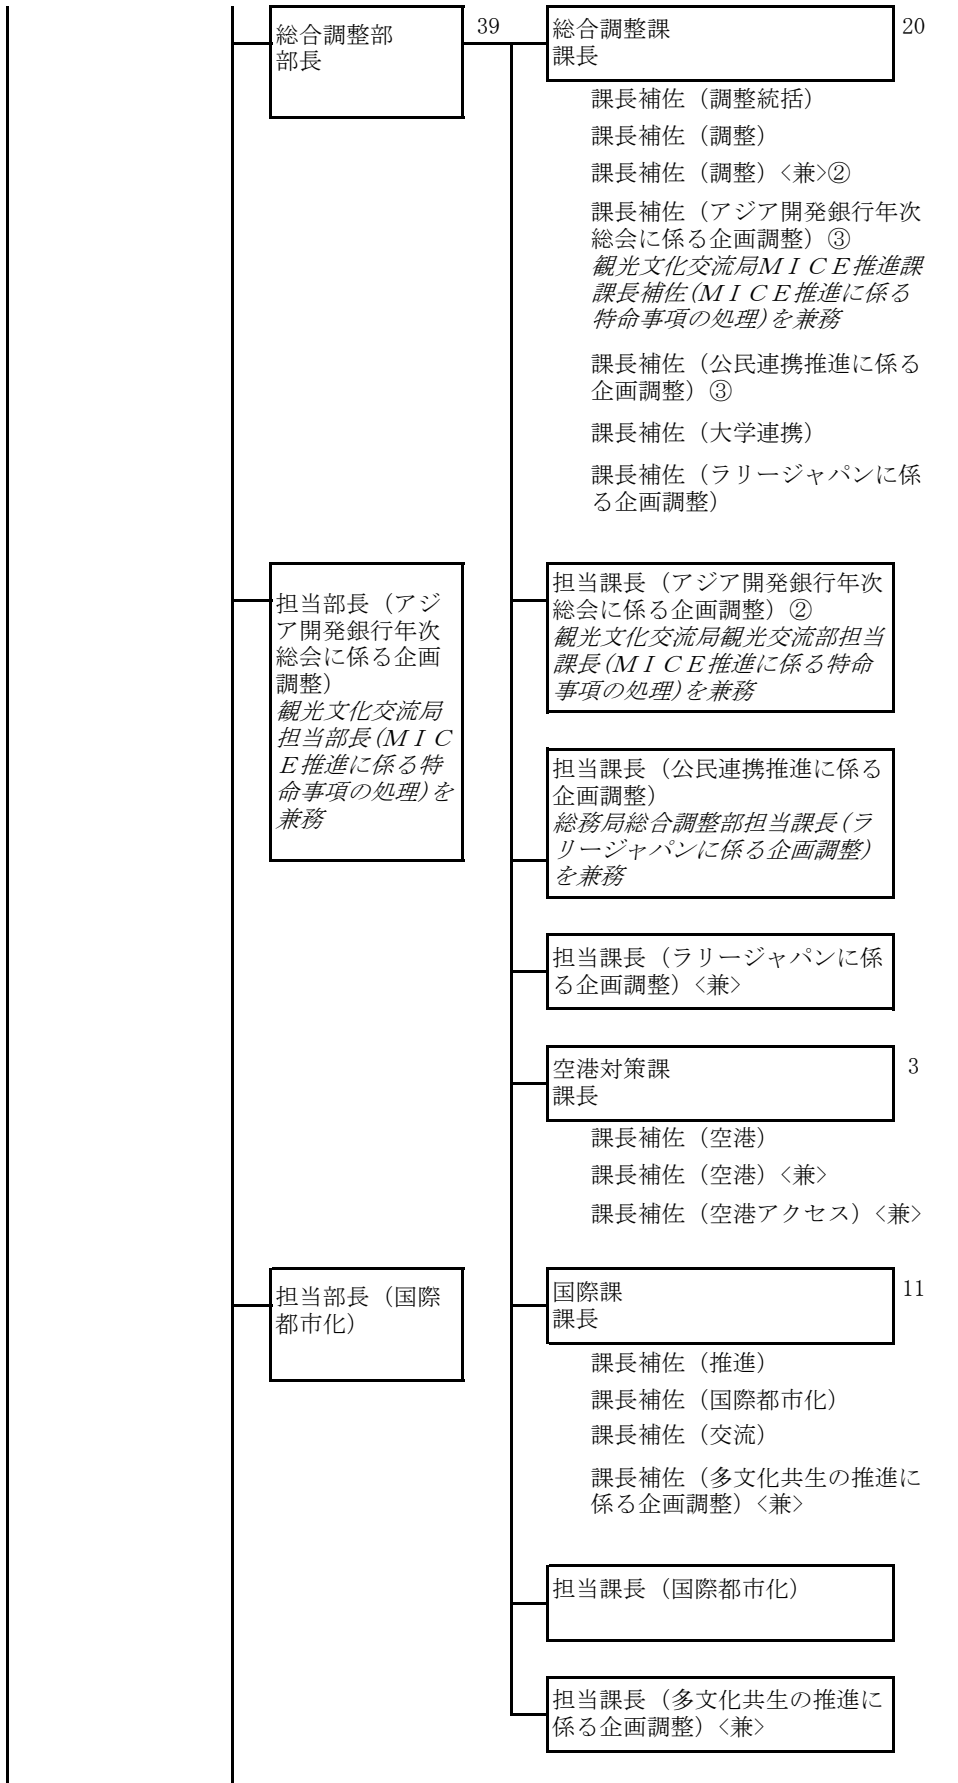 総合調整部
部長
39
総合調整課
課長
20
課長補佐（調整統括）
課長補佐（調整）
課長補佐（調整）〈兼〉②
課長補佐（アジア開発銀行年次
総会に係る企画調整）③
観光文化交流局ＭＩＣＥ推進課
課長補佐(ＭＩＣＥ推進に係る
特命事項の処理)を兼務
課長補佐（公民連携推進に係る
企画調整）③
課長補佐（大学連携）
課長補佐（ラリージャパンに係
る企画調整）
担当部長（アジ
ア開発銀行年次
総会に係る企画
調整）
観光文化交流局
担当部長(ＭＩＣ
Ｅ推進に係る特
命事項の処理)を
兼務
担当課長（アジア開発銀行年次
総会に係る企画調整）②
観光文化交流局観光交流部担当
課長(ＭＩＣＥ推進に係る特命
事項の処理)を兼務
担当課長（公民連携推進に係る
企画調整）
総務局総合調整部担当課長(ラ
リージャパンに係る企画調整)
を兼務
担当課長（ラリージャパンに係
る企画調整）〈兼〉
空港対策課
課長
3
課長補佐（空港）
課長補佐（空港）〈兼〉
課長補佐（空港アクセス）〈兼〉
担当部長（国際
都市化）
国際課
課長
11
課長補佐（推進）
課長補佐（国際都市化）
課長補佐（交流）
課長補佐（多文化共生の推進に
係る企画調整）〈兼〉
担当課長（国際都市化）
担当課長（多文化共生の推進に
係る企画調整）〈兼〉